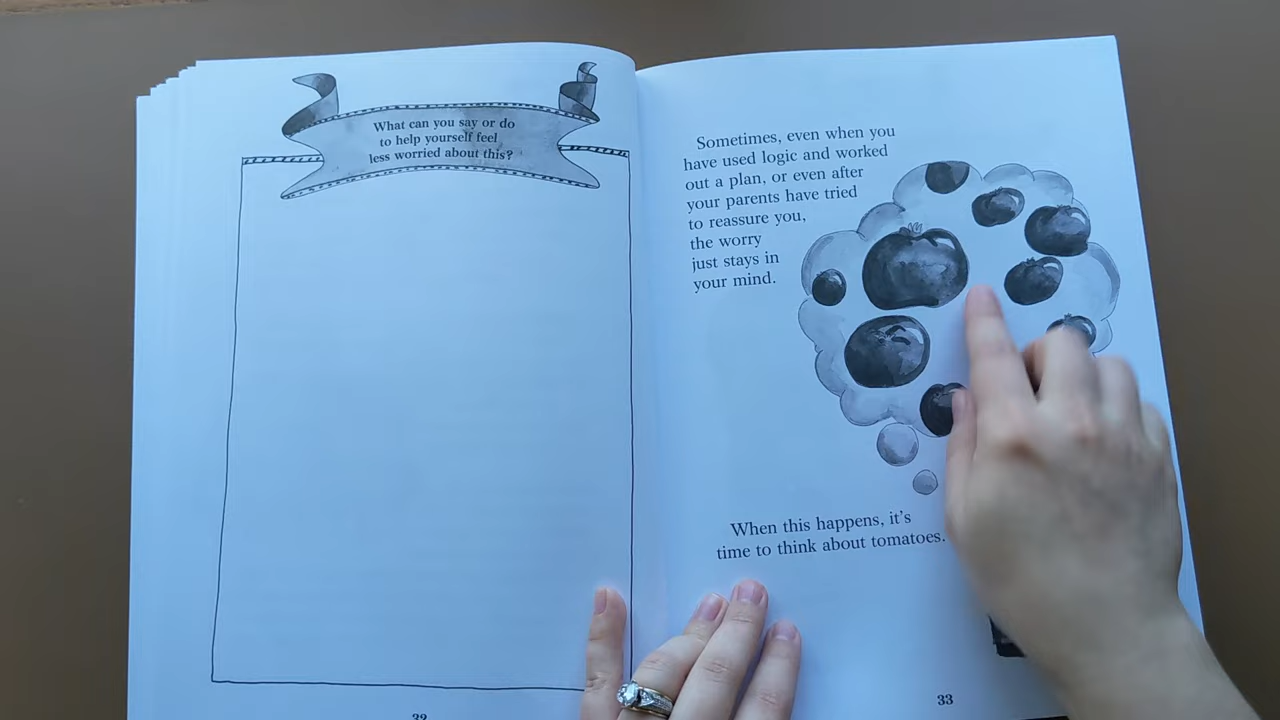 What can you say or do
to help yourself feel
less worried about this?
32
Sometimes, even when you
have used logic and worked
out a plan, or even after
your parents have tried
to reassure you,
the worry
just stays in
your mind.
When this happens, it's
time to think about tomatoes.
33